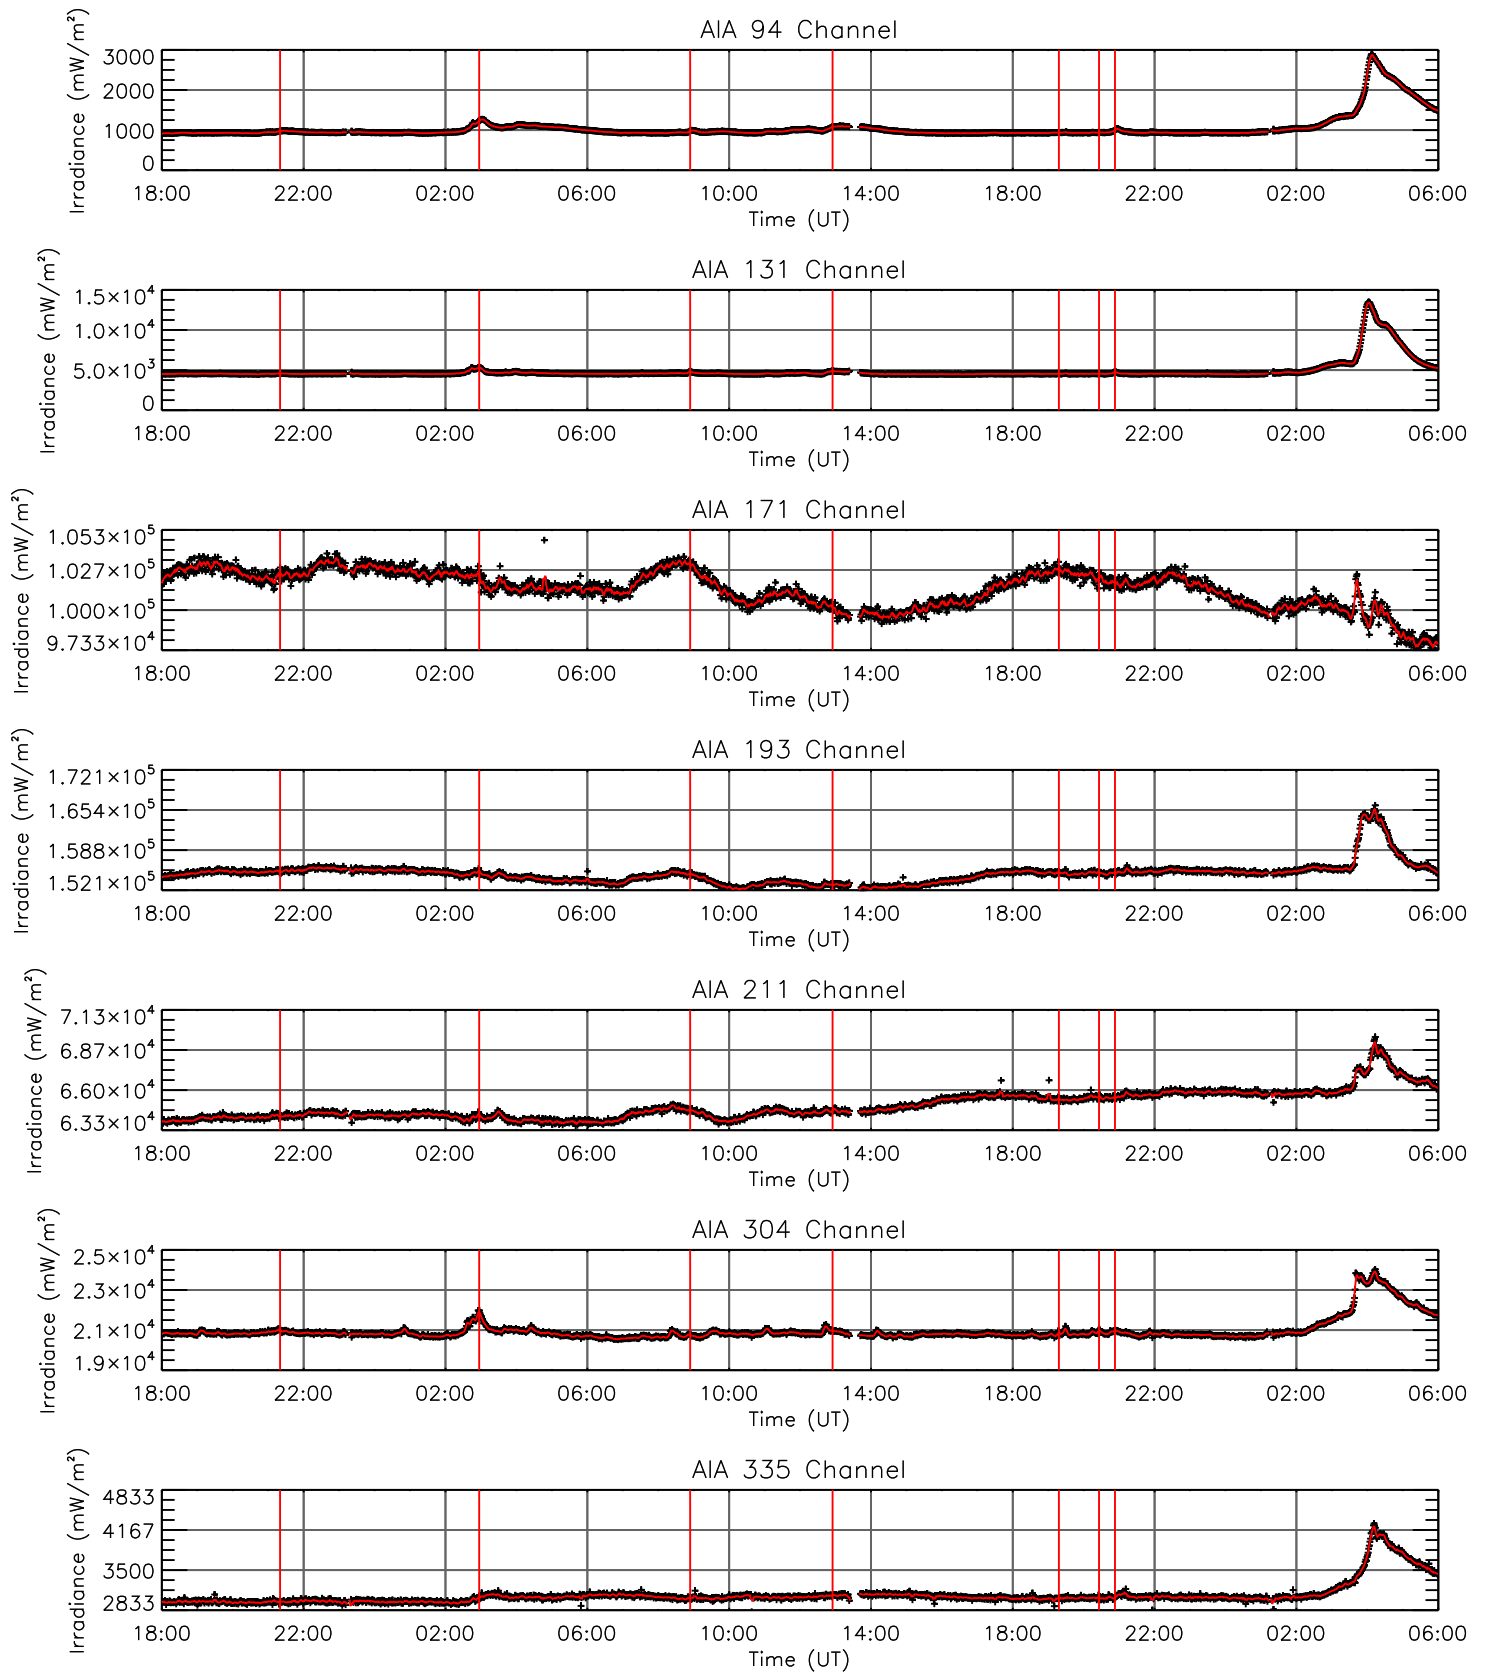 AIA 94 Channel
Irradiance (mW/m²)
3000
2000
1000
0
18:00 22:00 02:00 06:00 10:00 14:00 18:00 22:00 02:00 06:00
Time (UT)
AIA 131 Channel
Irradiance (mW/m²)
1.5×10⁴
1.0×10⁴
5.0×10³
0
18:00 22:00 02:00 06:00 10:00 14:00 18:00 22:00 02:00 06:00
Time (UT)
AIA 171 Channel
Irradiance (mW/m²)
1.053×10⁵
1.027×10⁵
1.000×10⁵
9.733×10⁴
18:00 22:00 02:00 06:00 10:00 14:00 18:00 22:00 02:00 06:00
Time (UT)
AIA 193 Channel
Irradiance (mW/m²)
1.721×10⁵
1.654×10⁵
1.588×10⁵
1.521×10⁵
18:00 22:00 02:00 06:00 10:00 14:00 18:00 22:00 02:00 06:00
Time (UT)
AIA 211 Channel
Irradiance (mW/m²)
7.13×10⁴
6.87×10⁴
6.60×10⁴
6.33×10⁴
18:00 22:00 02:00 06:00 10:00 14:00 18:00 22:00 02:00 06:00
Time (UT)
AIA 304 Channel
Irradiance (mW/m²)
2.5×10⁴
2.3×10⁴
2.1×10⁴
1.9×10⁴
18:00 22:00 02:00 06:00 10:00 14:00 18:00 22:00 02:00 06:00
Time (UT)
AIA 335 Channel
Irradiance (mW/m²)
4833
4167
3500
2833
18:00 22:00 02:00 06:00 10:00 14:00 18:00 22:00 02:00 06:00
Time (UT)